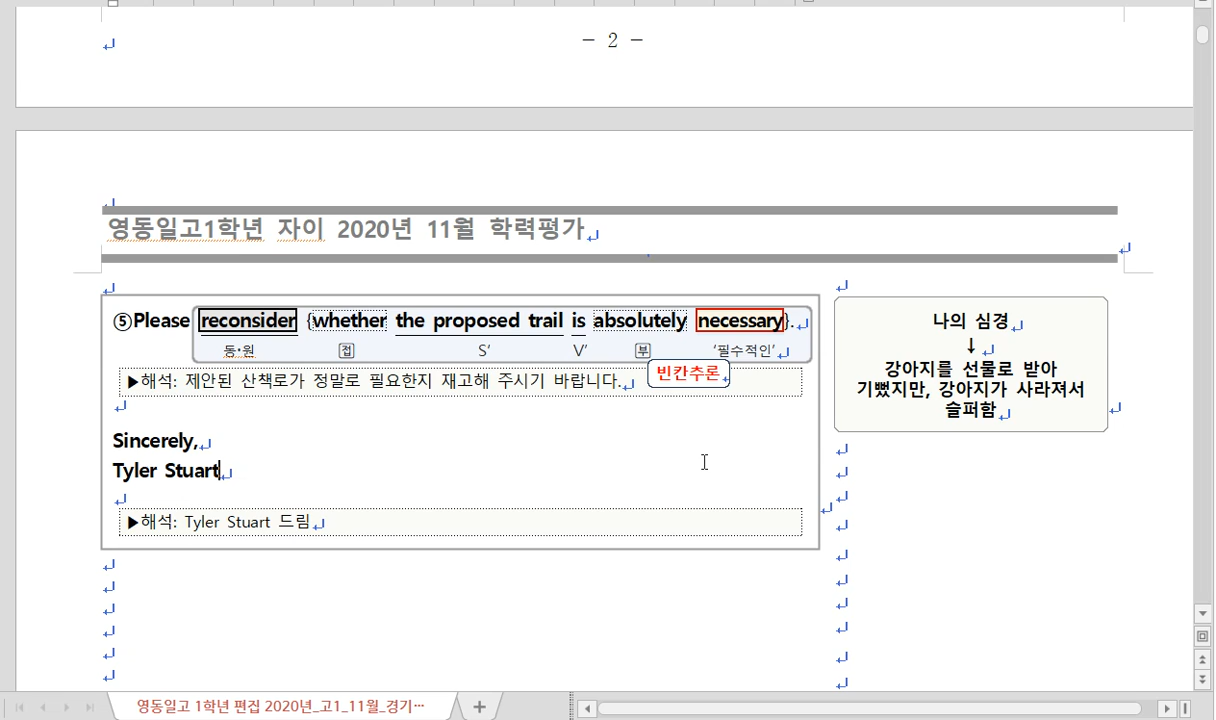 - 2 -
영동일고1학년 자이 2020년 11월 학력평가
⑤Please reconsider {whether the proposed trail is absolutely necessary}.
동·원 접 S′ V′ 부 '필수적인'
▶해석: 제안된 산책로가 정말로 필요한지 재고해 주시기 바랍니다.
빈칸추론
Sincerely,
Tyler Stuart
▶해석: Tyler Stuart 드림
나의 심경
↓
강아지를 선물로 받아
기뻤지만, 강아지가 사라져서
슬퍼함
영동일고 1학년 편집 2020년_고1_11월_경기…